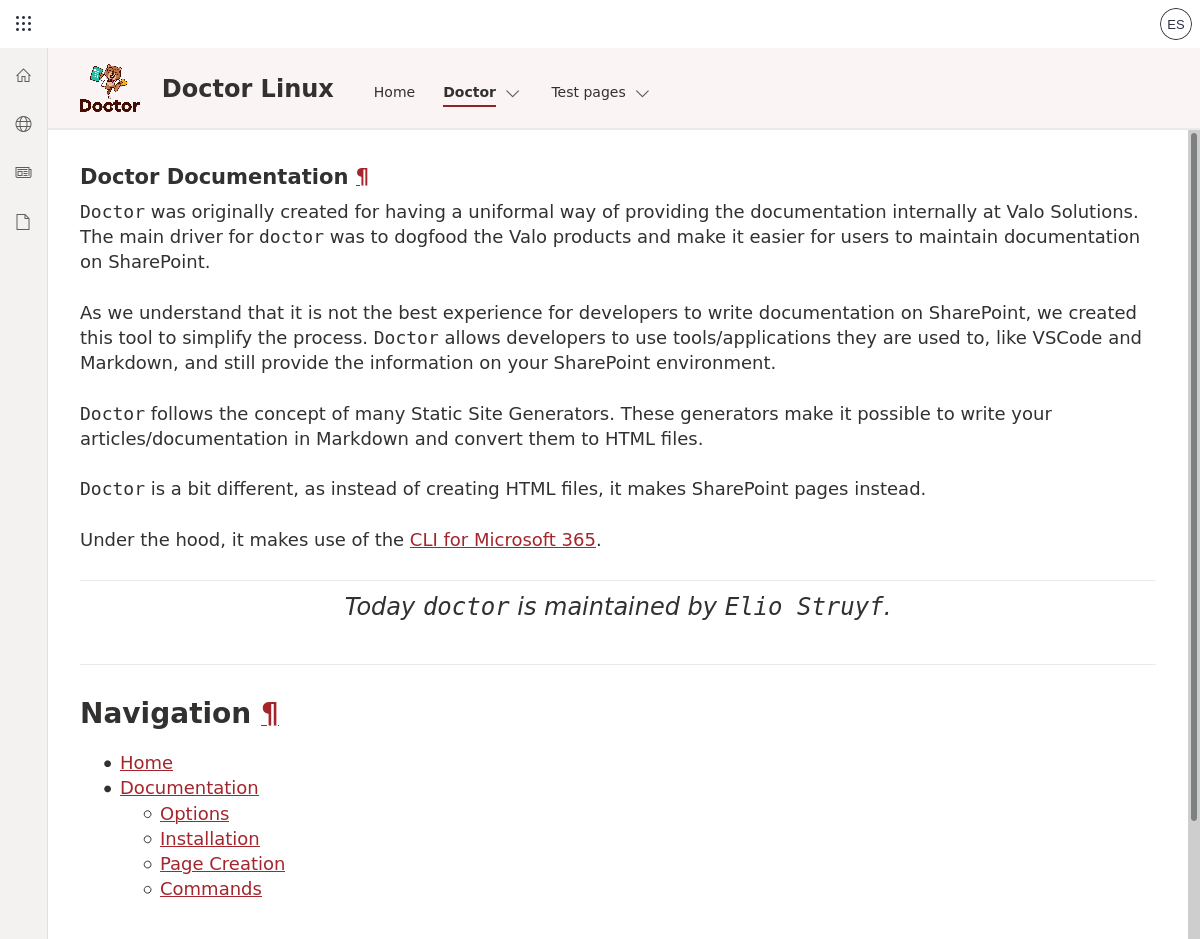 ES
Doctor
Doctor Linux
Home
Doctor
Test pages
Doctor Documentation ¶
Doctor was originally created for having a uniformal way of providing the documentation internally at Valo Solutions.
The main driver for doctor was to dogfood the Valo products and make it easier for users to maintain documentation
on SharePoint.
As we understand that it is not the best experience for developers to write documentation on SharePoint, we created
this tool to simplify the process. Doctor allows developers to use tools/applications they are used to, like VSCode and
Markdown, and still provide the information on your SharePoint environment.
Doctor follows the concept of many Static Site Generators. These generators make it possible to write your
articles/documentation in Markdown and convert them to HTML files.
Doctor is a bit different, as instead of creating HTML files, it makes SharePoint pages instead.
Under the hood, it makes use of the CLI for Microsoft 365.
Today doctor is maintained by Elio Struyf.
Navigation ¶
Home
Documentation
Options
Installation
Page Creation
Commands